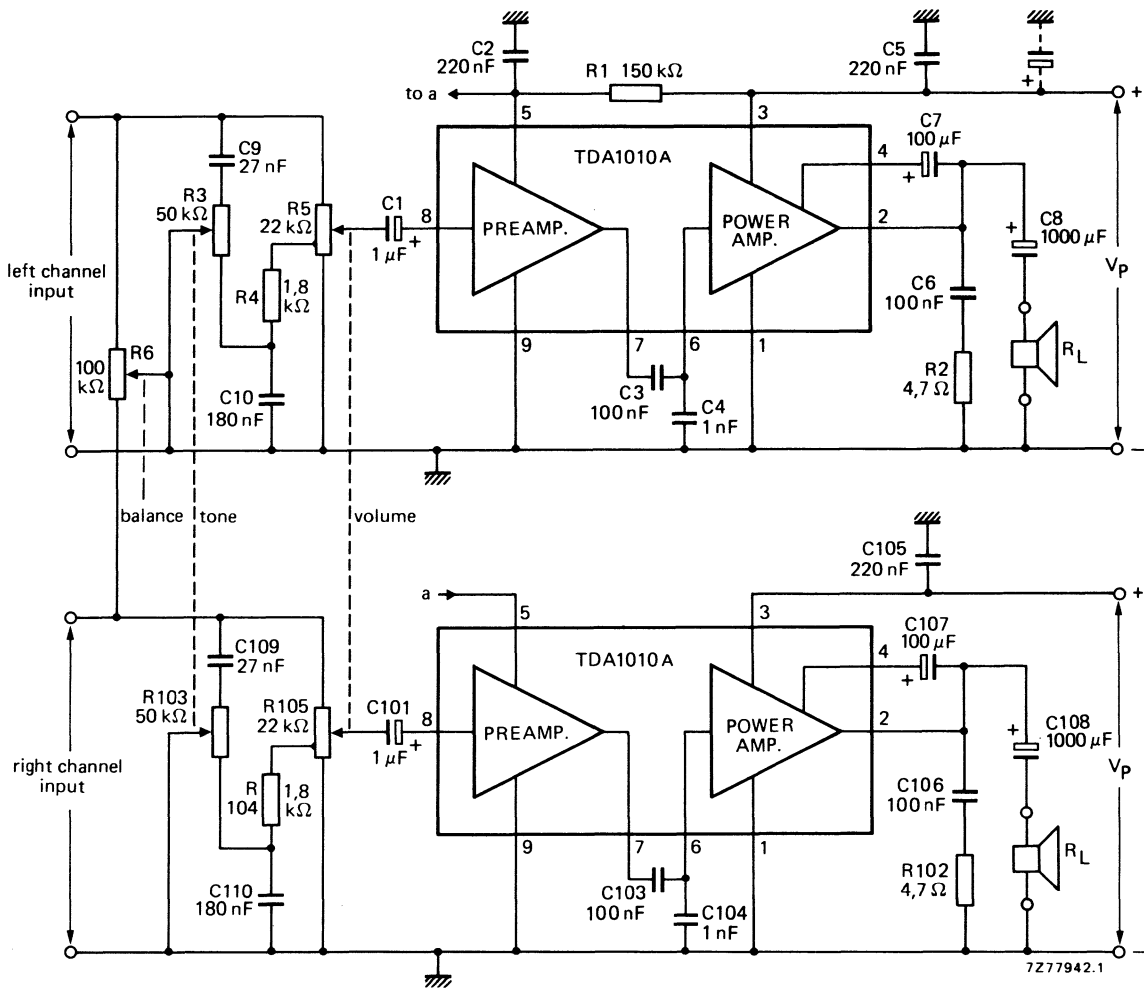 C2
220 nF
R1 150 kΩ
C5
220 nF
+
to a
+
5
3
C7
100 µF
C9
27 nF
TDA1010A
4
+
R3
50 kΩ
R5
22 kΩ
C1
1 µF
+
8
PREAMP.
POWER
AMP.
2
+
C8
1000 µF
left channel
input
VP
R4
1,8
kΩ
C6
100 nF
R6
100
kΩ
9
7
6
1
RL
C10
180 nF
C3
100 nF
C4
1 nF
R2
4,7 Ω
–
balance
tone
volume
C105
220 nF
a
+
5
3
C107
100 µF
C109
27 nF
TDA1010A
4
+
R103
50 kΩ
R105
22 kΩ
C101
1 µF
+
8
PREAMP.
POWER
AMP.
2
+
C108
1000 µF
right channel
input
VP
R
104
1,8
kΩ
C106
100 nF
9
7
6
1
RL
C110
180 nF
C103
100 nF
C104
1 nF
R102
4,7 Ω
–
7Z77942.1